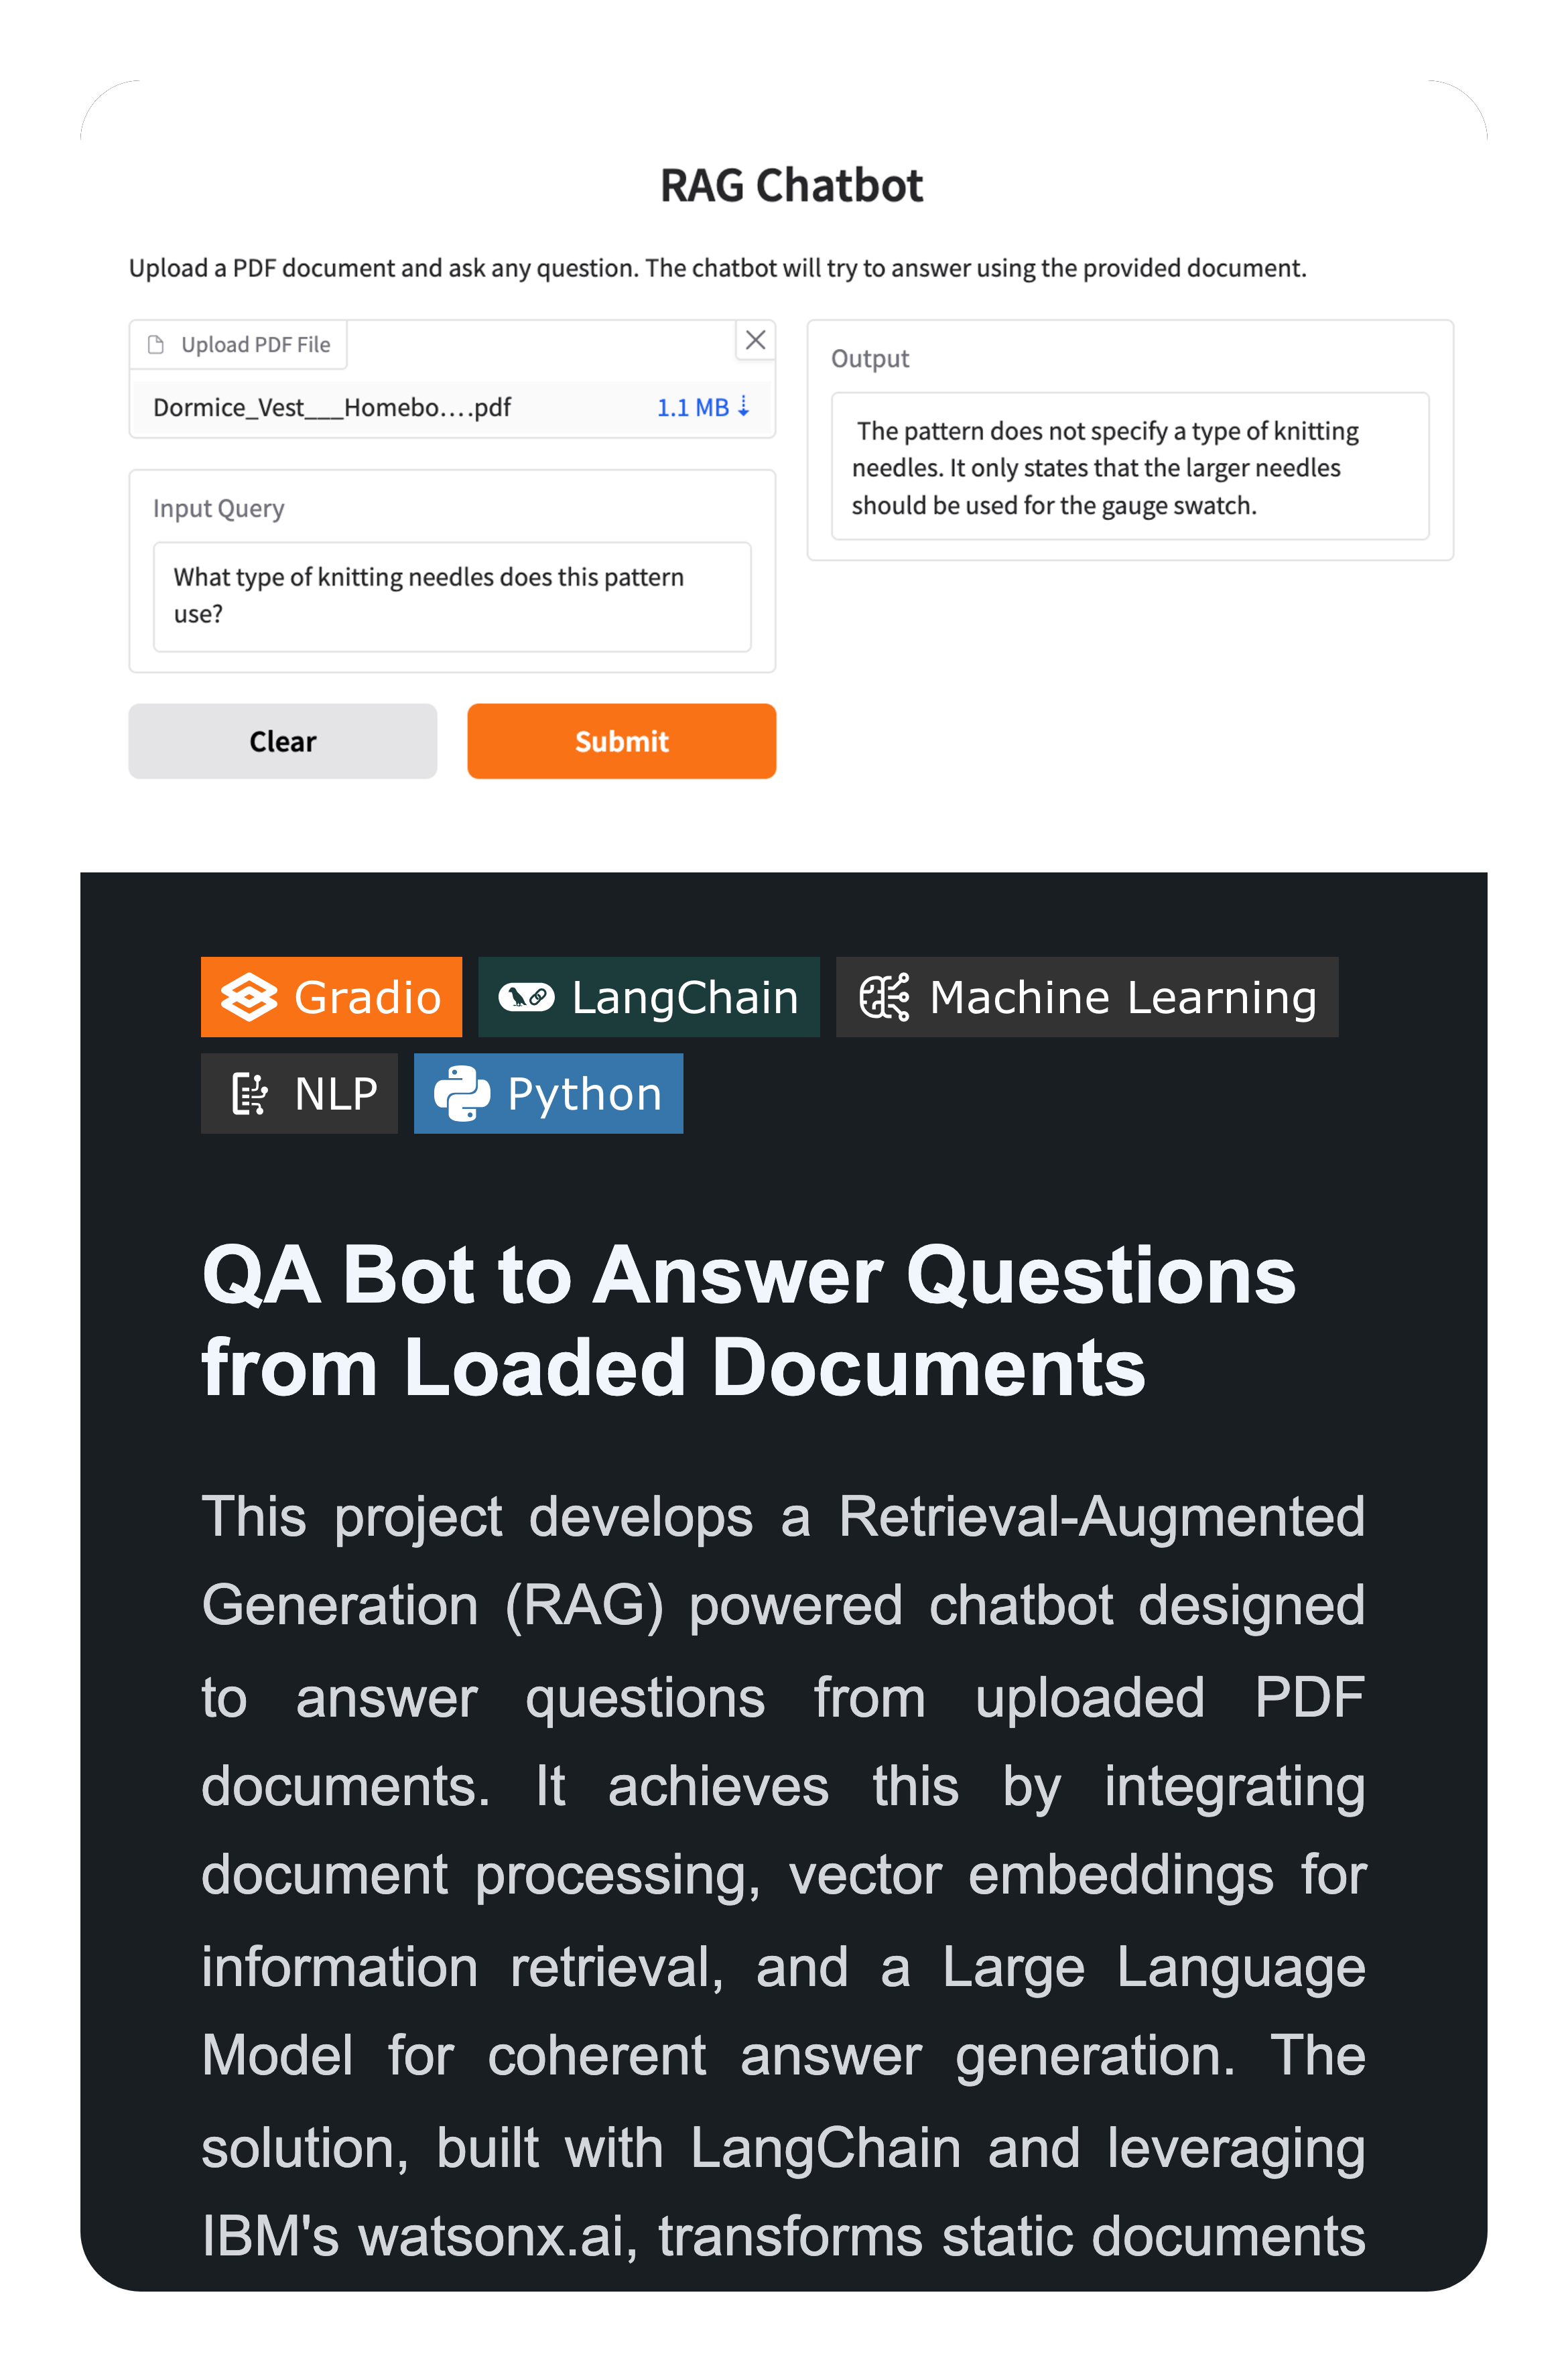 RAG Chatbot
Upload a PDF document and ask any question. The chatbot will try to answer using the provided document.
Upload PDF File
Dormice_Vest___Homebo….pdf 1.1 MB ⇣
Input Query
What type of knitting needles does this pattern
use?
Clear
Submit
Output
The pattern does not specify a type of knitting
needles. It only states that the larger needles
should be used for the gauge swatch.
Gradio
LangChain
Machine Learning
NLP
Python
QA Bot to Answer Questions
from Loaded Documents
This project develops a Retrieval-Augmented
Generation (RAG) powered chatbot designed
to answer questions from uploaded PDF
documents. It achieves this by integrating
document processing, vector embeddings for
information retrieval, and a Large Language
Model for coherent answer generation. The
solution, built with LangChain and leveraging
IBM's watsonx.ai, transforms static documents